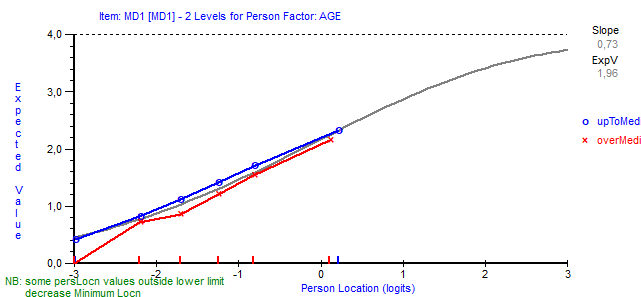 Item: MD1 [MD1] - 2 Levels for Person Factor: AGE
Slope
0,73
ExpV
1,96
Expected Value
4,0
3,0
2,0
1,0
0,0
upToMed
overMedi
-3
-2
-1
0
1
2
3
Person Location (logits)
NB: some persLocn values outside lower limit
decrease Minimum Locn